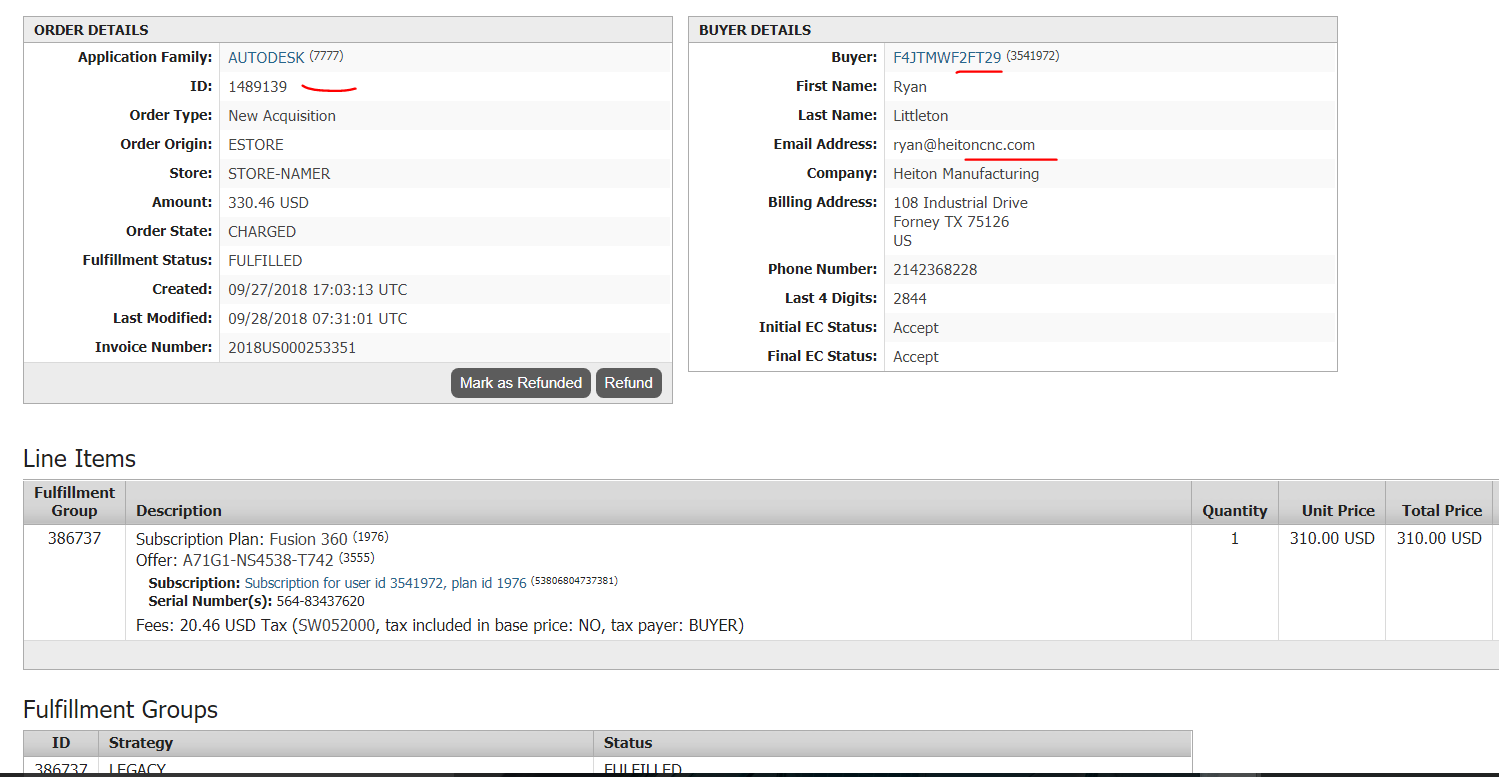 ORDER DETAILS
Application Family: AUTODESK (7777)
ID: 1489139
Order Type: New Acquisition
Order Origin: ESTORE
Store: STORE-NAMER
Amount: 330.46 USD
Order State: CHARGED
Fulfillment Status: FULFILLED
Created: 09/27/2018 17:03:13 UTC
Last Modified: 09/28/2018 07:31:01 UTC
Invoice Number: 2018US000253351
Mark as Refunded Refund
BUYER DETAILS
Buyer: F4JTMWF2FT29 (3541972)
First Name: Ryan
Last Name: Littleton
Email Address: ryan@heitoncnc.com
Company: Heiton Manufacturing
Billing Address: 108 Industrial Drive
Forney TX 75126
US
Phone Number: 2142368228
Last 4 Digits: 2844
Initial EC Status: Accept
Final EC Status: Accept
Line Items
Fulfillment Group Description Quantity Unit Price Total Price
386737 Subscription Plan: Fusion 360 (1976) 1 310.00 USD 310.00 USD
Offer: A71G1-NS4538-T742 (3555)
Subscription: Subscription for user id 3541972, plan id 1976 (53806804737381)
Serial Number(s): 564-83437620
Fees: 20.46 USD Tax (SW052000, tax included in base price: NO, tax payer: BUYER)
Fulfillment Groups
ID Strategy Status
386737 LEGACY FULFILLED